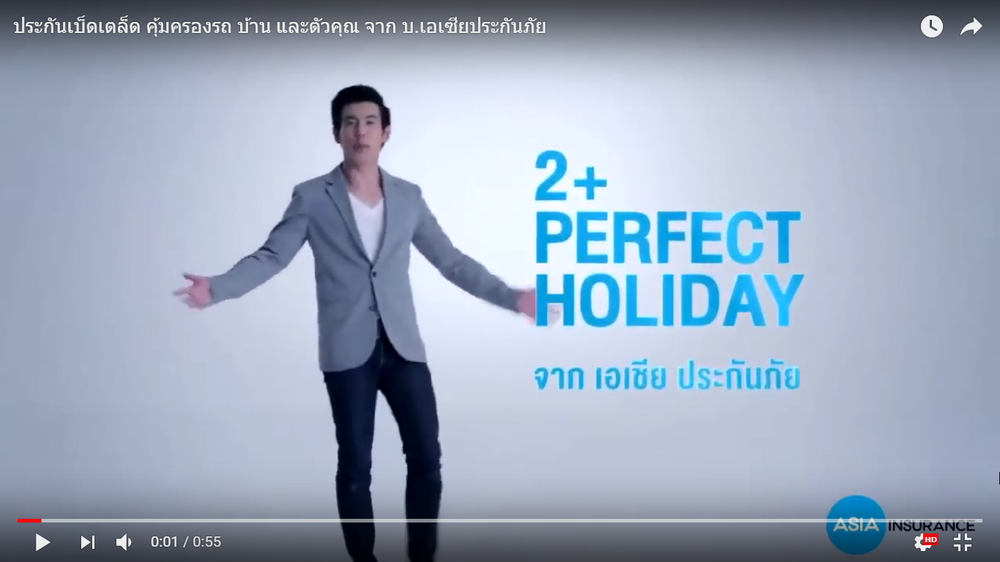 ประกันเบ็ดเตล็ด คุ้มครองรถ บ้าน และตัวคุณ จาก บ.เอเชียประกันภัย
2+
PERFECT
HOLIDAY
จาก เอเชีย ประกันภัย
ASIA INSURANCE
0:01 / 0:55
HD